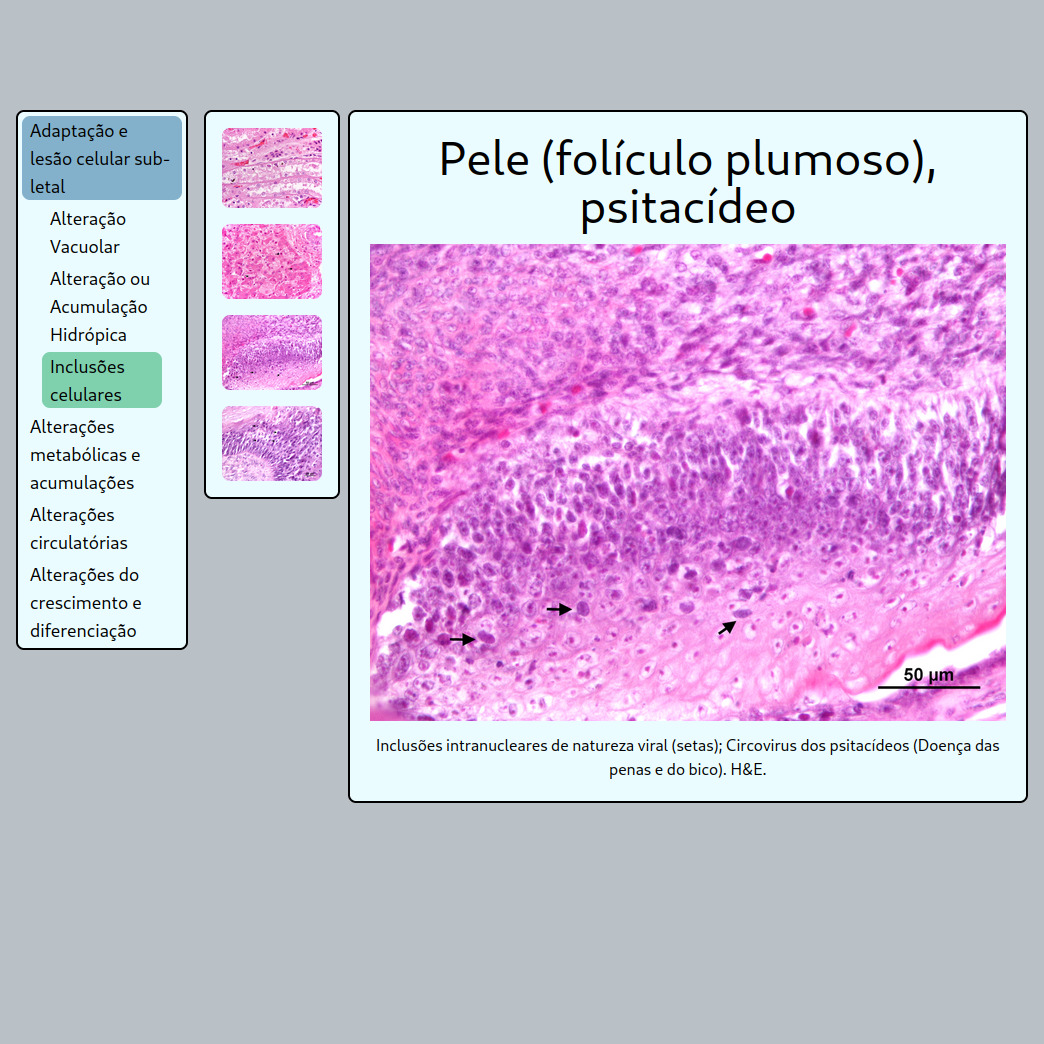 Adaptação e
lesão celular sub-
letal
Alteração
Vacuolar
Alteração ou
Acumulação
Hidrópica
Inclusões
celulares
Alterações
metabólicas e
acumulações
Alterações
circulatórias
Alterações do
crescimento e
diferenciação
Pele (folículo plumoso),
psitacídeo
50 µm
Inclusões intranucleares de natureza viral (setas); Circovirus dos psitacídeos (Doença das
penas e do bico). H&E.